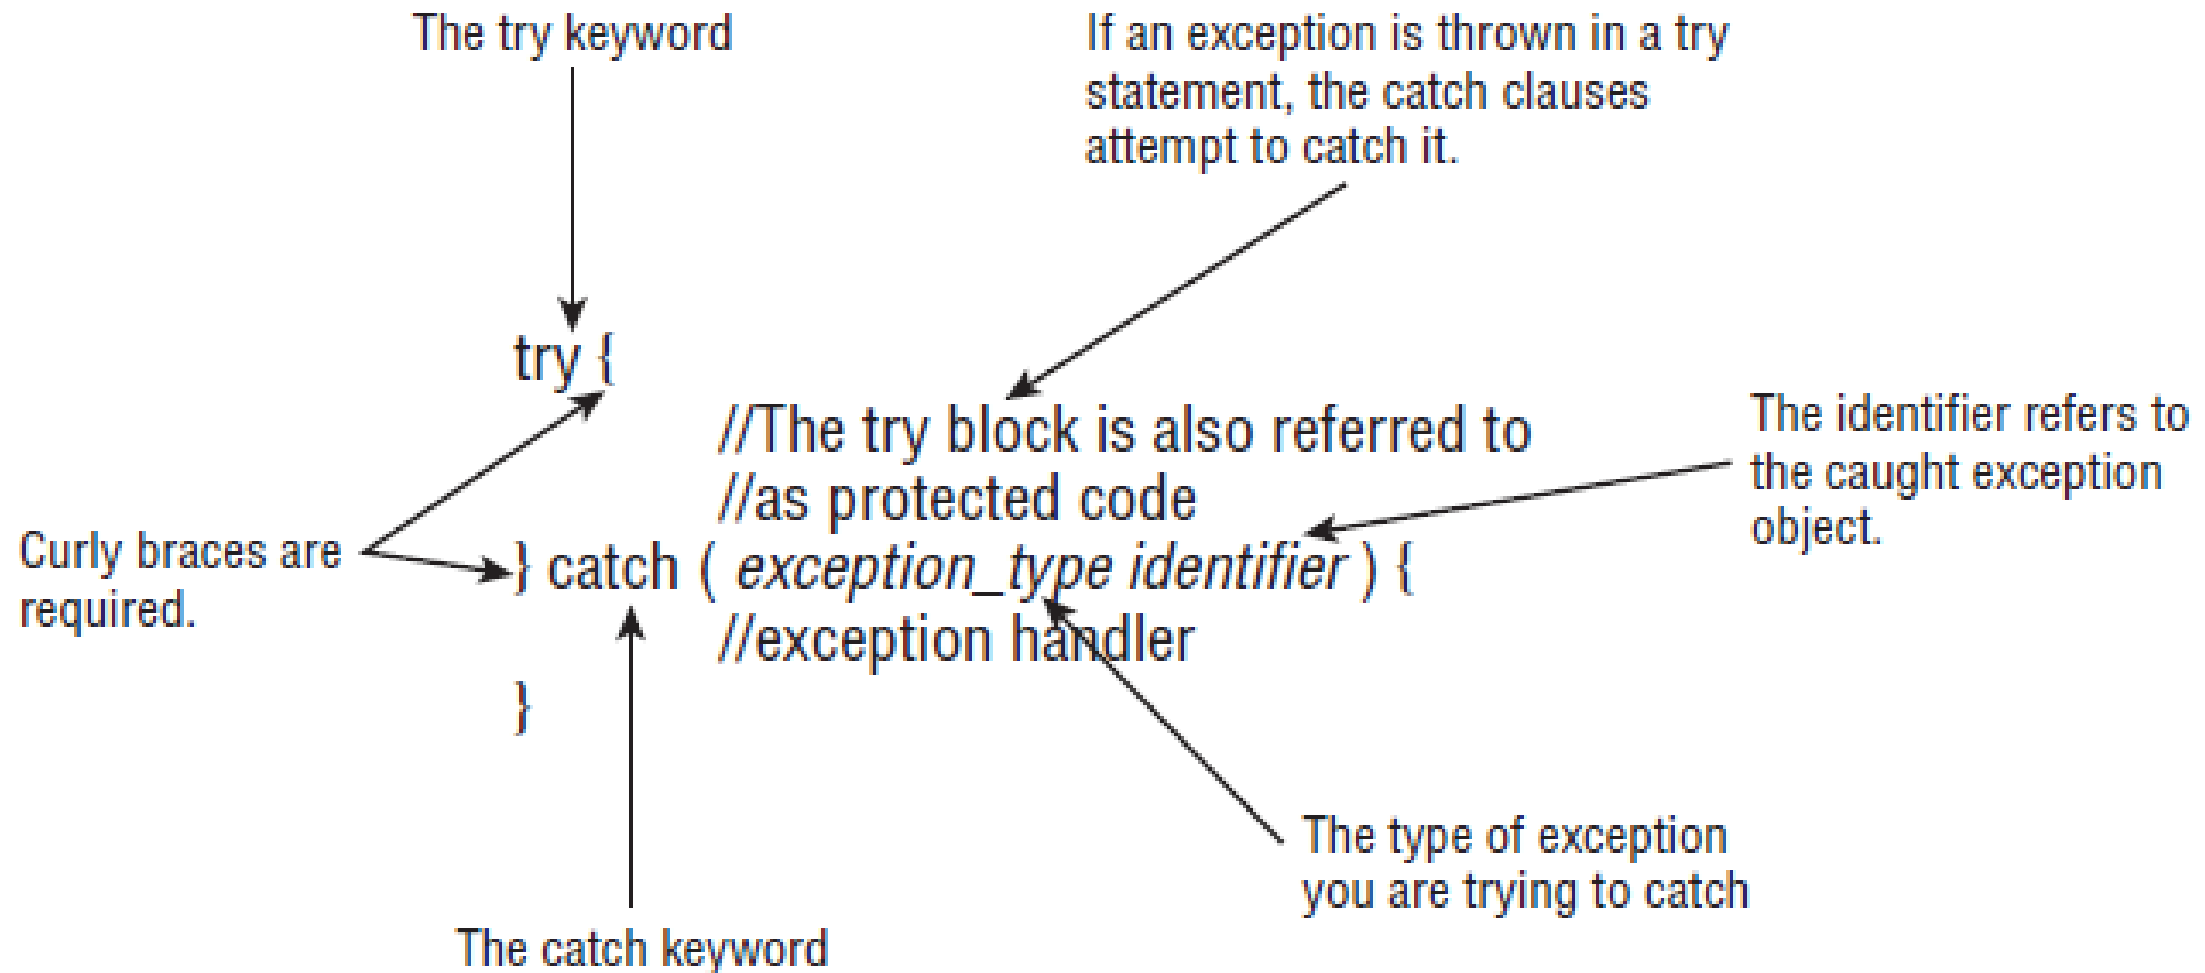 The try keyword
If an exception is thrown in a try
statement, the catch clauses
attempt to catch it.
try {
//The try block is also referred to
//as protected code
The identifier refers to
the caught exception
object.
Curly braces are
required.
} catch ( exception_type identifier ) {
//exception handler
}
The type of exception
you are trying to catch
The catch keyword